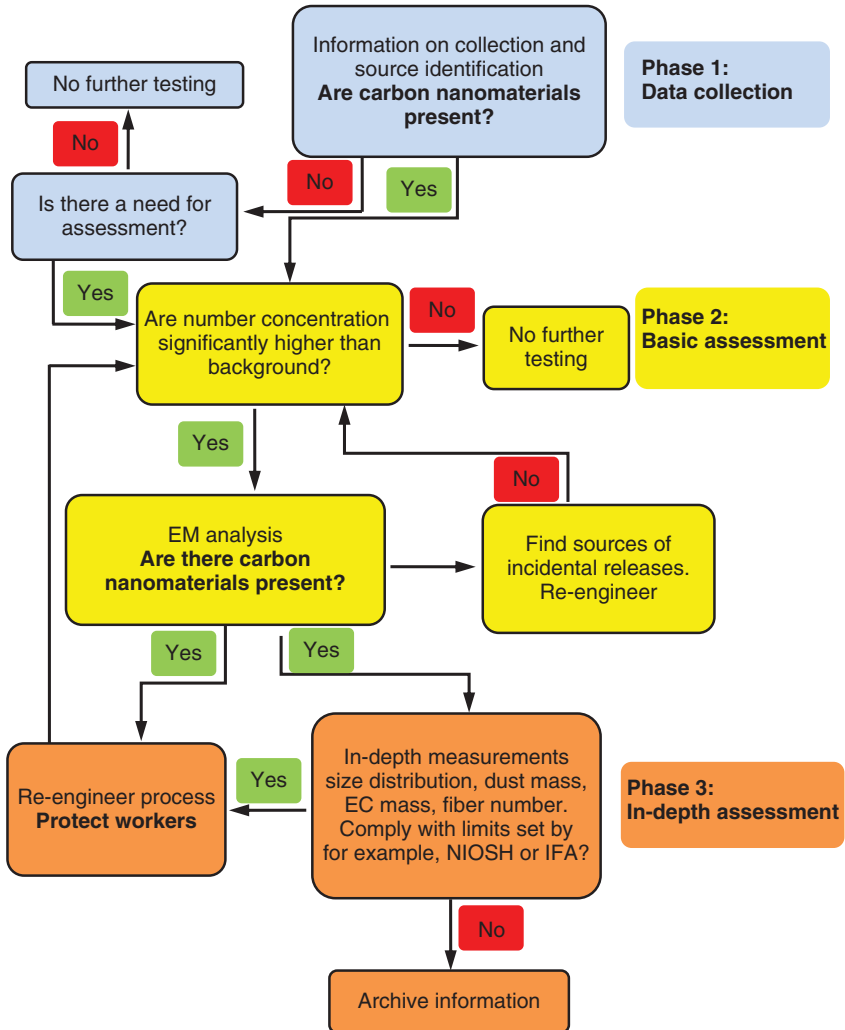 Information on collection and
source identification
Are carbon nanomaterials
present?
Phase 1:
Data collection
No further testing
No
No
Yes
Is there a need for
assessment?
Yes
Are number concentration
significantly higher than
background?
No
No further
testing
Phase 2:
Basic assessment
Yes
No
EM analysis
Are there carbon
nanomaterials present?
Find sources of
incidental releases.
Re-engineer
Yes
Yes
Re-engineer process
Protect workers
Yes
In-depth measurements
size distribution, dust mass,
EC mass, fiber number.
Comply with limits set by
for example, NIOSH or IFA?
Phase 3:
In-depth assessment
No
Archive information